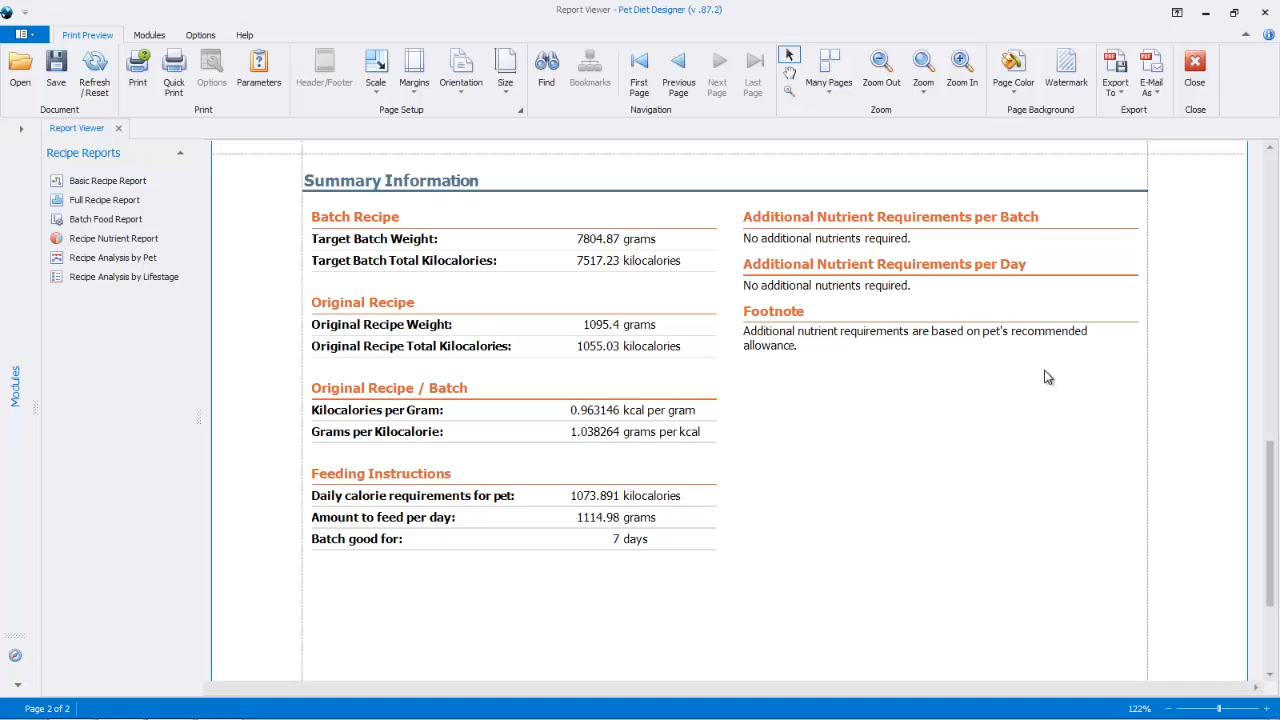 Report Viewer - Pet Diet Designer (v .87.2)
Print Preview Modules Options Help
Open Save Refresh / Reset Print Quick Print Options Parameters Header/Footer Scale Margins Orientation Size Find Bookmarks First Page Previous Page Next Page Last Page Many Pages Zoom Out Zoom Zoom In Page Color Watermark Export To E-Mail As Close
Document Print Page Setup Navigation Zoom Page Background Export Close
Report Viewer
Recipe Reports
Basic Recipe Report
Full Recipe Report
Batch Food Report
Recipe Nutrient Report
Recipe Analysis by Pet
Recipe Analysis by Lifestage
Modules
Summary Information
Batch Recipe
Target Batch Weight: 7804.87 grams
Target Batch Total Kilocalories: 7517.23 kilocalories
Original Recipe
Original Recipe Weight: 1095.4 grams
Original Recipe Total Kilocalories: 1055.03 kilocalories
Original Recipe / Batch
Kilocalories per Gram: 0.963146 kcal per gram
Grams per Kilocalorie: 1.038264 grams per kcal
Feeding Instructions
Daily calorie requirements for pet: 1073.891 kilocalories
Amount to feed per day: 1114.98 grams
Batch good for: 7 days
Additional Nutrient Requirements per Batch
No additional nutrients required.
Additional Nutrient Requirements per Day
No additional nutrients required.
Footnote
Additional nutrient requirements are based on pet's recommended
allowance.
Page 2 of 2
122%